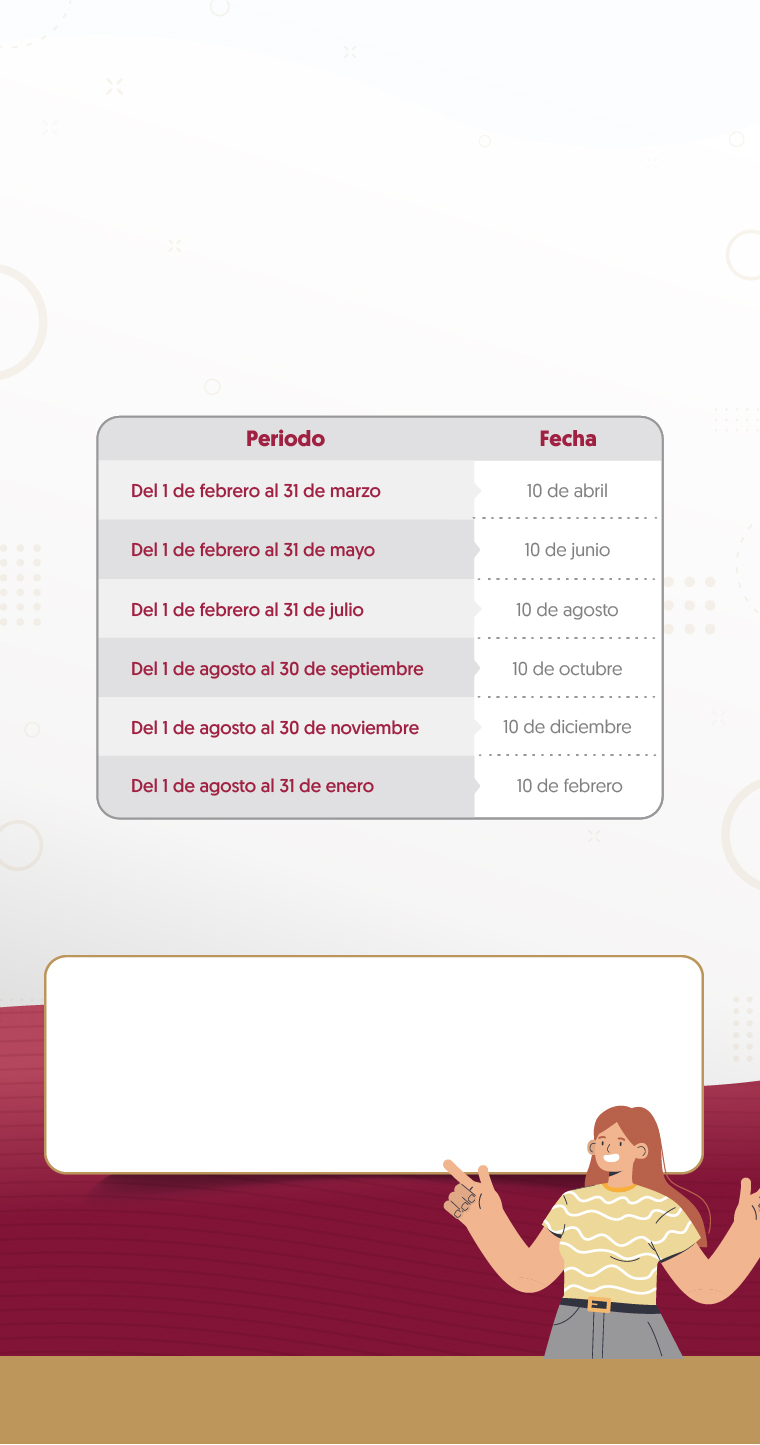 Periodo Fecha
Del 1 de febrero al 31 de marzo 10 de abril
Del 1 de febrero al 31 de mayo 10 de junio
Del 1 de febrero al 31 de julio 10 de agosto
Del 1 de agosto al 30 de septiembre 10 de octubre
Del 1 de agosto al 30 de noviembre 10 de diciembre
Del 1 de agosto al 31 de enero 10 de febrero